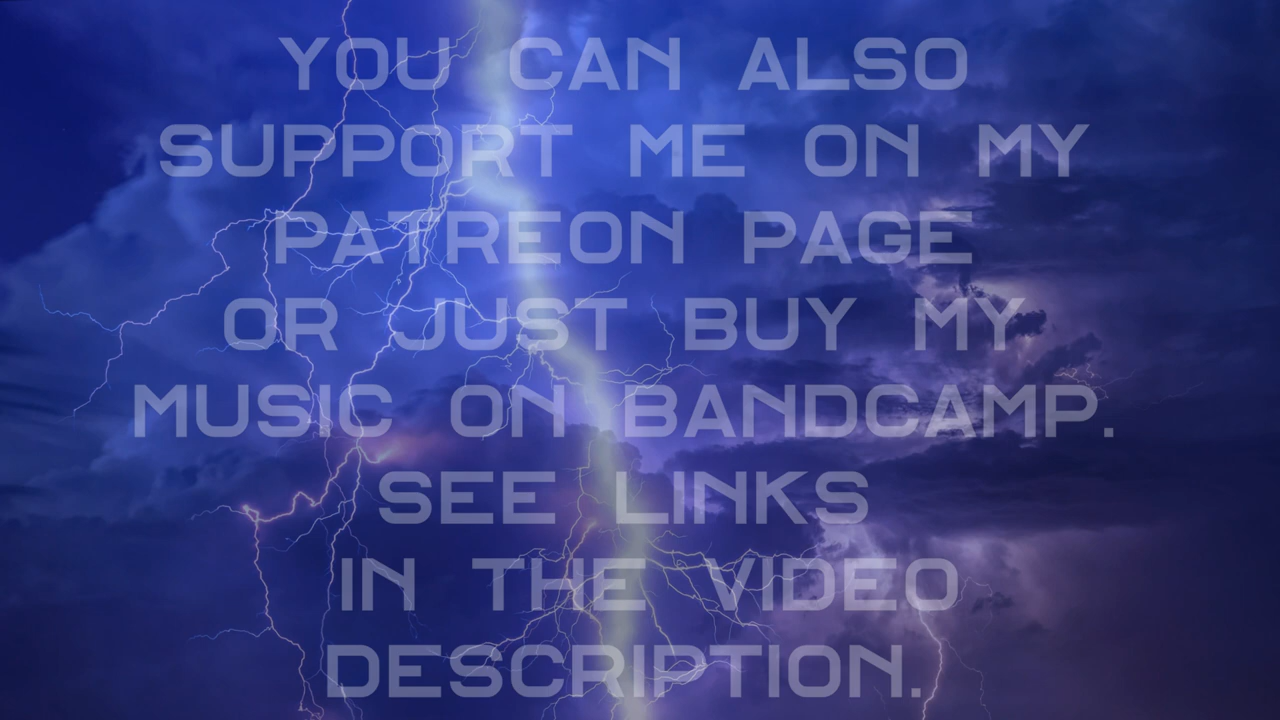 YOU CAN ALSO
SUPPORT ME ON MY
PATREON PAGE
OR JUST BUY MY
MUSIC ON BANDCAMP.
SEE LINKS
IN THE VIDEO
DESCRIPTION.